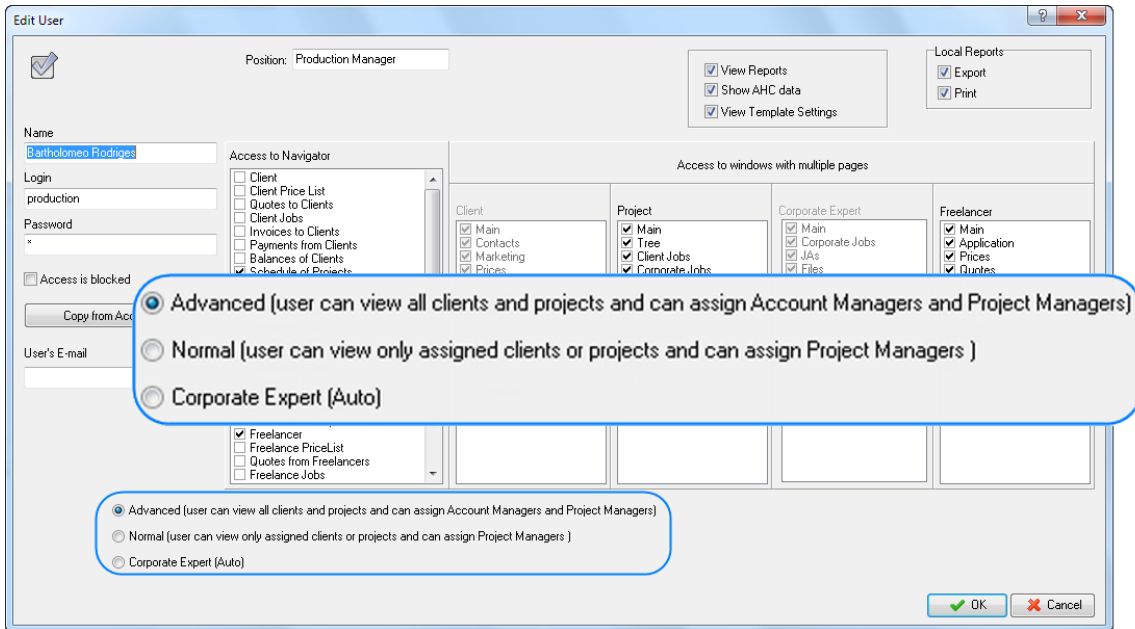 Edit User
Position: Production Manager
View Reports
Show AHC data
View Template Settings
Local Reports
Export
Print
Name
Bartholomeo Rodriges
Login
production
Password
*
Access is blocked
Copy from Acc
User's E-mail
Access to Navigator
Client
Client Price List
Quotes to Clients
Client Jobs
Invoices to Clients
Payments from Clients
Balances of Clients
Schedule of Projects
Access to windows with multiple pages
Client
Main
Contacts
Marketing
Prices
Project
Main
Tree
Client Jobs
Corporate Jobs
Corporate Expert
Main
Corporate Jobs
JAs
Files
Freelancer
Main
Application
Prices
Quotes
Advanced (user can view all clients and projects and can assign Account Managers and Project Managers)
Normal (user can view only assigned clients or projects and can assign Project Managers )
Corporate Expert (Auto)
Freelancer
Freelance PriceList
Quotes from Freelancers
Freelance Jobs
Advanced (user can view all clients and projects and can assign Account Managers and Project Managers)
Normal (user can view only assigned clients or projects and can assign Project Managers )
Corporate Expert (Auto)
OK
Cancel